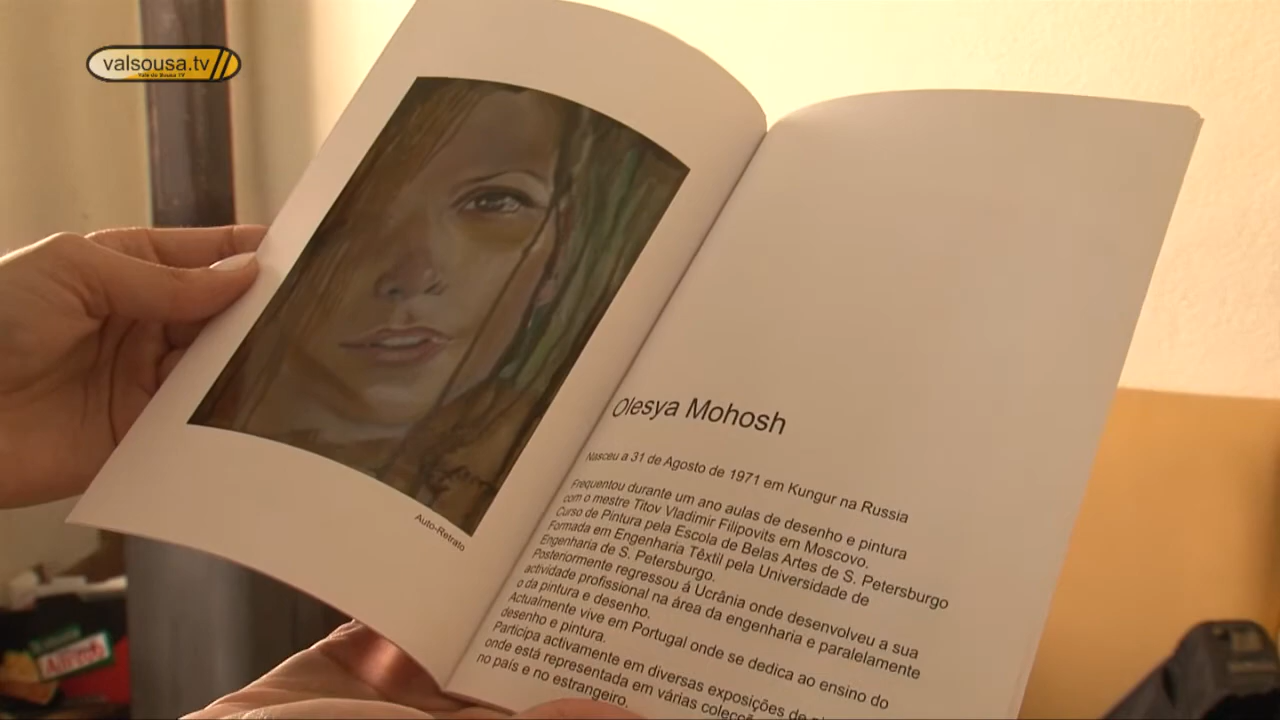 valsousa.tv
Vale do Sousa TV
Auto-Retrato
Olesya Mohosh
Nasceu a 31 de Agosto de 1971 em Kungur na Russia
Frequentou durante um ano aulas de desenho e pintura
com o mestre Titov Vladimir Filipovits em Moscovo.
Curso de Pintura pela Escola de Belas Artes de S. Petersburgo
Formada em Engenharia Têxtil pela Universidade de
Engenharia de S. Petersburgo.
Posteriormente regressou á Ucrânia onde desenvolveu a sua
actividade profissional na área da engenharia e paralelamente
o da pintura e desenho.
Actualmente vive em Portugal onde se dedica ao ensino do
desenho e pintura.
Participa activamente em diversas exposições de
onde está representada em várias
no país e no estrangeiro.